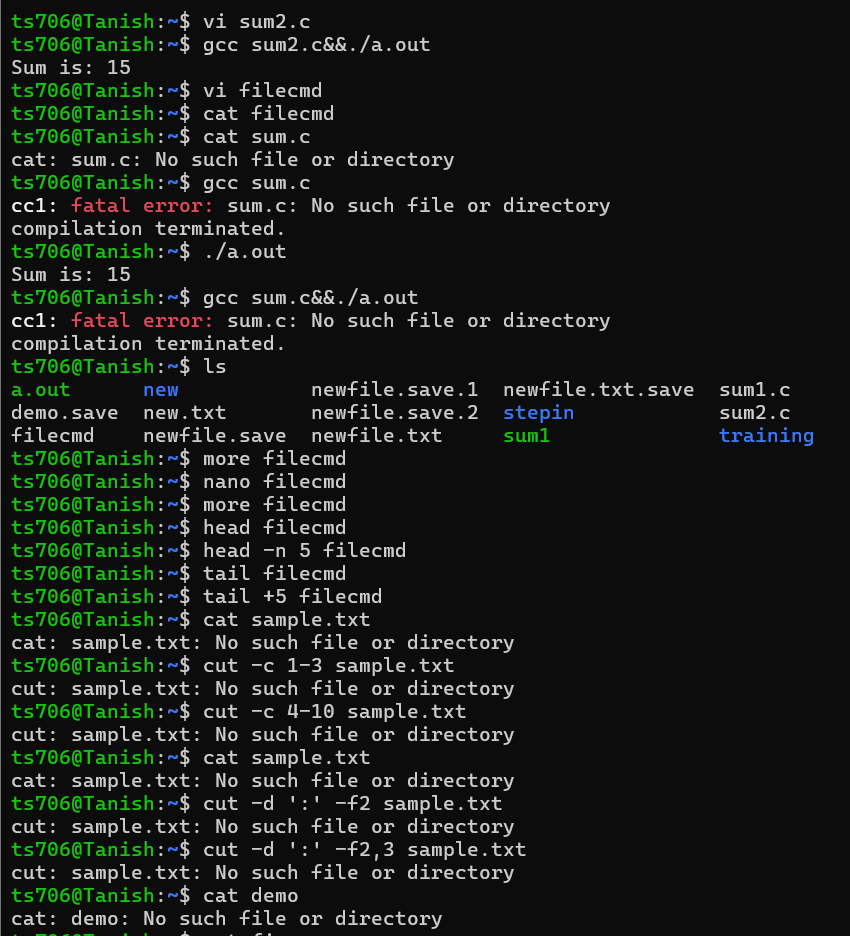 ts706@Tanish:~$ vi sum2.c
ts706@Tanish:~$ gcc sum2.c&&./a.out
Sum is: 15
ts706@Tanish:~$ vi filecmd
ts706@Tanish:~$ cat filecmd
ts706@Tanish:~$ cat sum.c
cat: sum.c: No such file or directory
ts706@Tanish:~$ gcc sum.c
cc1: fatal error: sum.c: No such file or directory
compilation terminated.
ts706@Tanish:~$ ./a.out
Sum is: 15
ts706@Tanish:~$ gcc sum.c&&./a.out
cc1: fatal error: sum.c: No such file or directory
compilation terminated.
ts706@Tanish:~$ ls
a.out      new           newfile.save.1  newfile.txt.save  sum1.c
demo.save  new.txt       newfile.save.2  stepin            sum2.c
filecmd    newfile.save  newfile.txt     sum1              training
ts706@Tanish:~$ more filecmd
ts706@Tanish:~$ nano filecmd
ts706@Tanish:~$ more filecmd
ts706@Tanish:~$ head filecmd
ts706@Tanish:~$ head -n 5 filecmd
ts706@Tanish:~$ tail filecmd
ts706@Tanish:~$ tail +5 filecmd
ts706@Tanish:~$ cat sample.txt
cat: sample.txt: No such file or directory
ts706@Tanish:~$ cut -c 1-3 sample.txt
cut: sample.txt: No such file or directory
ts706@Tanish:~$ cut -c 4-10 sample.txt
cut: sample.txt: No such file or directory
ts706@Tanish:~$ cat sample.txt
cat: sample.txt: No such file or directory
ts706@Tanish:~$ cut -d ':' -f2 sample.txt
cut: sample.txt: No such file or directory
ts706@Tanish:~$ cut -d ':' -f2,3 sample.txt
cut: sample.txt: No such file or directory
ts706@Tanish:~$ cat demo
cat: demo: No such file or directory